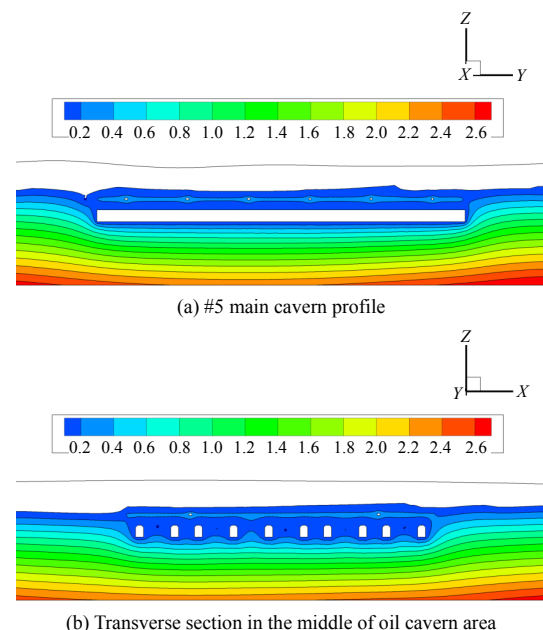 Z
X Y
0.2 0.4 0.6 0.8 1.0 1.2 1.4 1.6 1.8 2.0 2.2 2.4 2.6
(a) #5 main cavern profile
Z
Y X
0.2 0.4 0.6 0.8 1.0 1.2 1.4 1.6 1.8 2.0 2.2 2.4 2.6
(b) Transverse section in the middle of oil cavern area